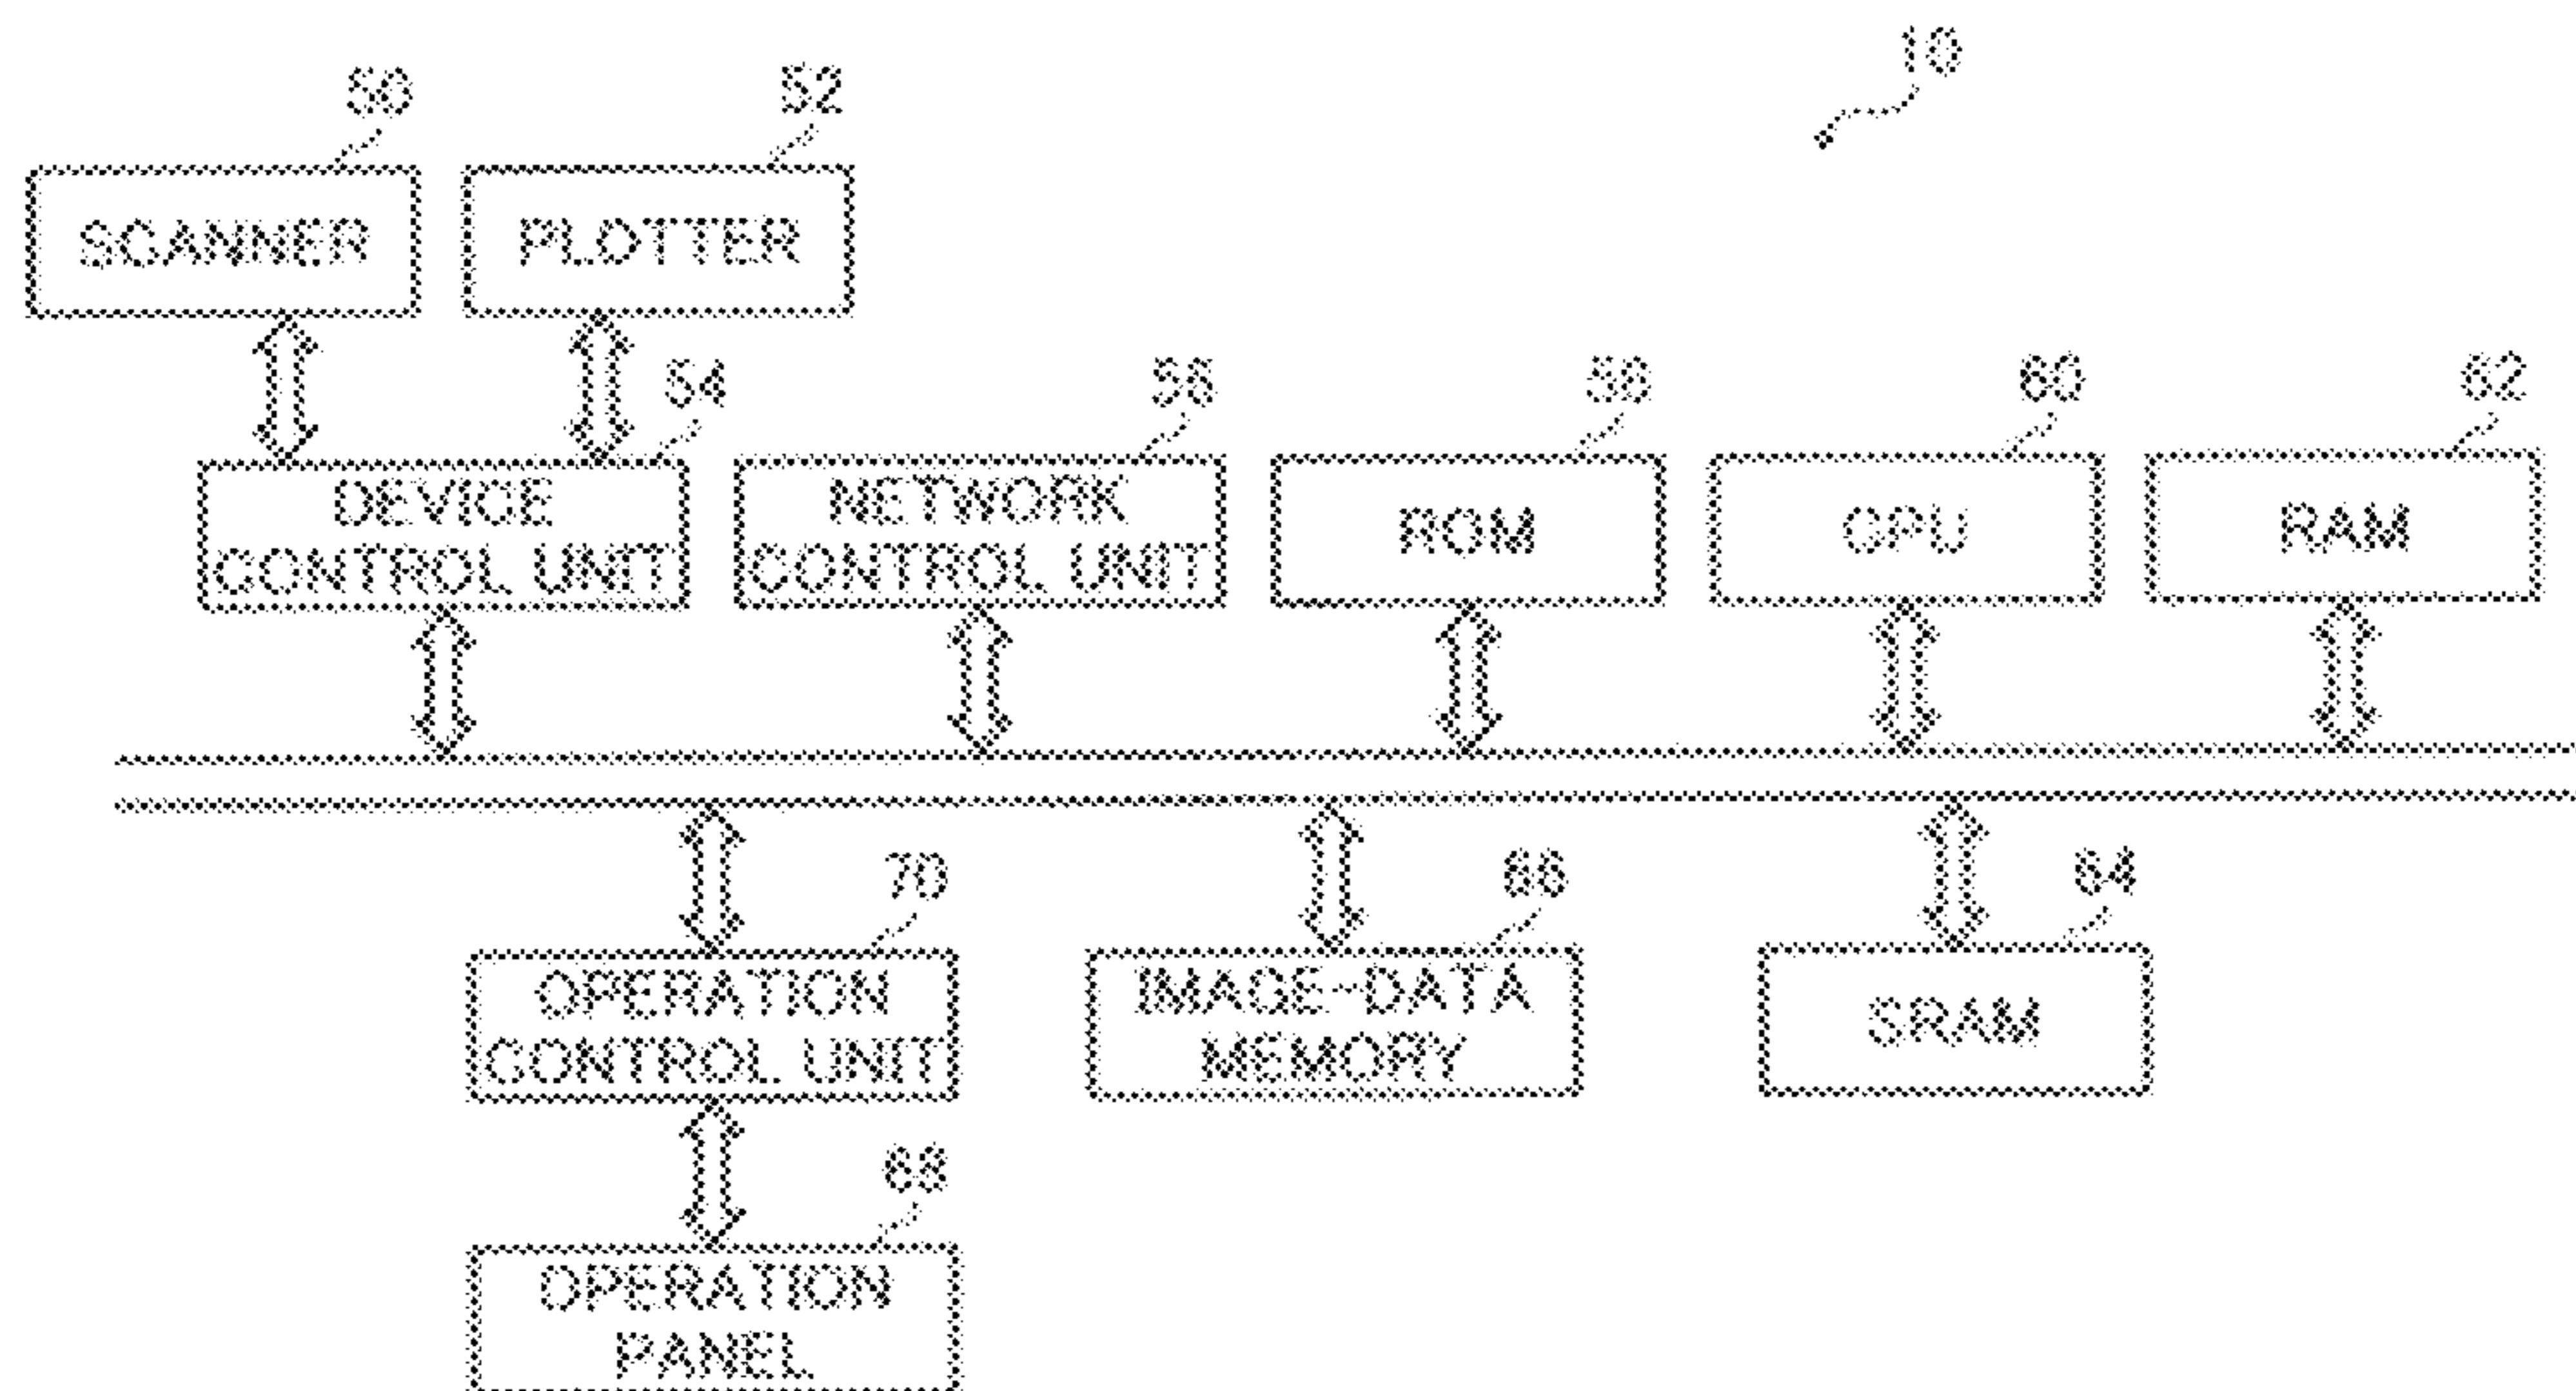 10
50
52
SCANNER
PLOTTER
54
56
58
60
62
DEVICE
CONTROL UNIT
NETWORK
CONTROL UNIT
ROM
CPU
RAM
70
66
64
OPERATION
CONTROL UNIT
IMAGE-DATA
MEMORY
SRAM
68
OPERATION
PANEL